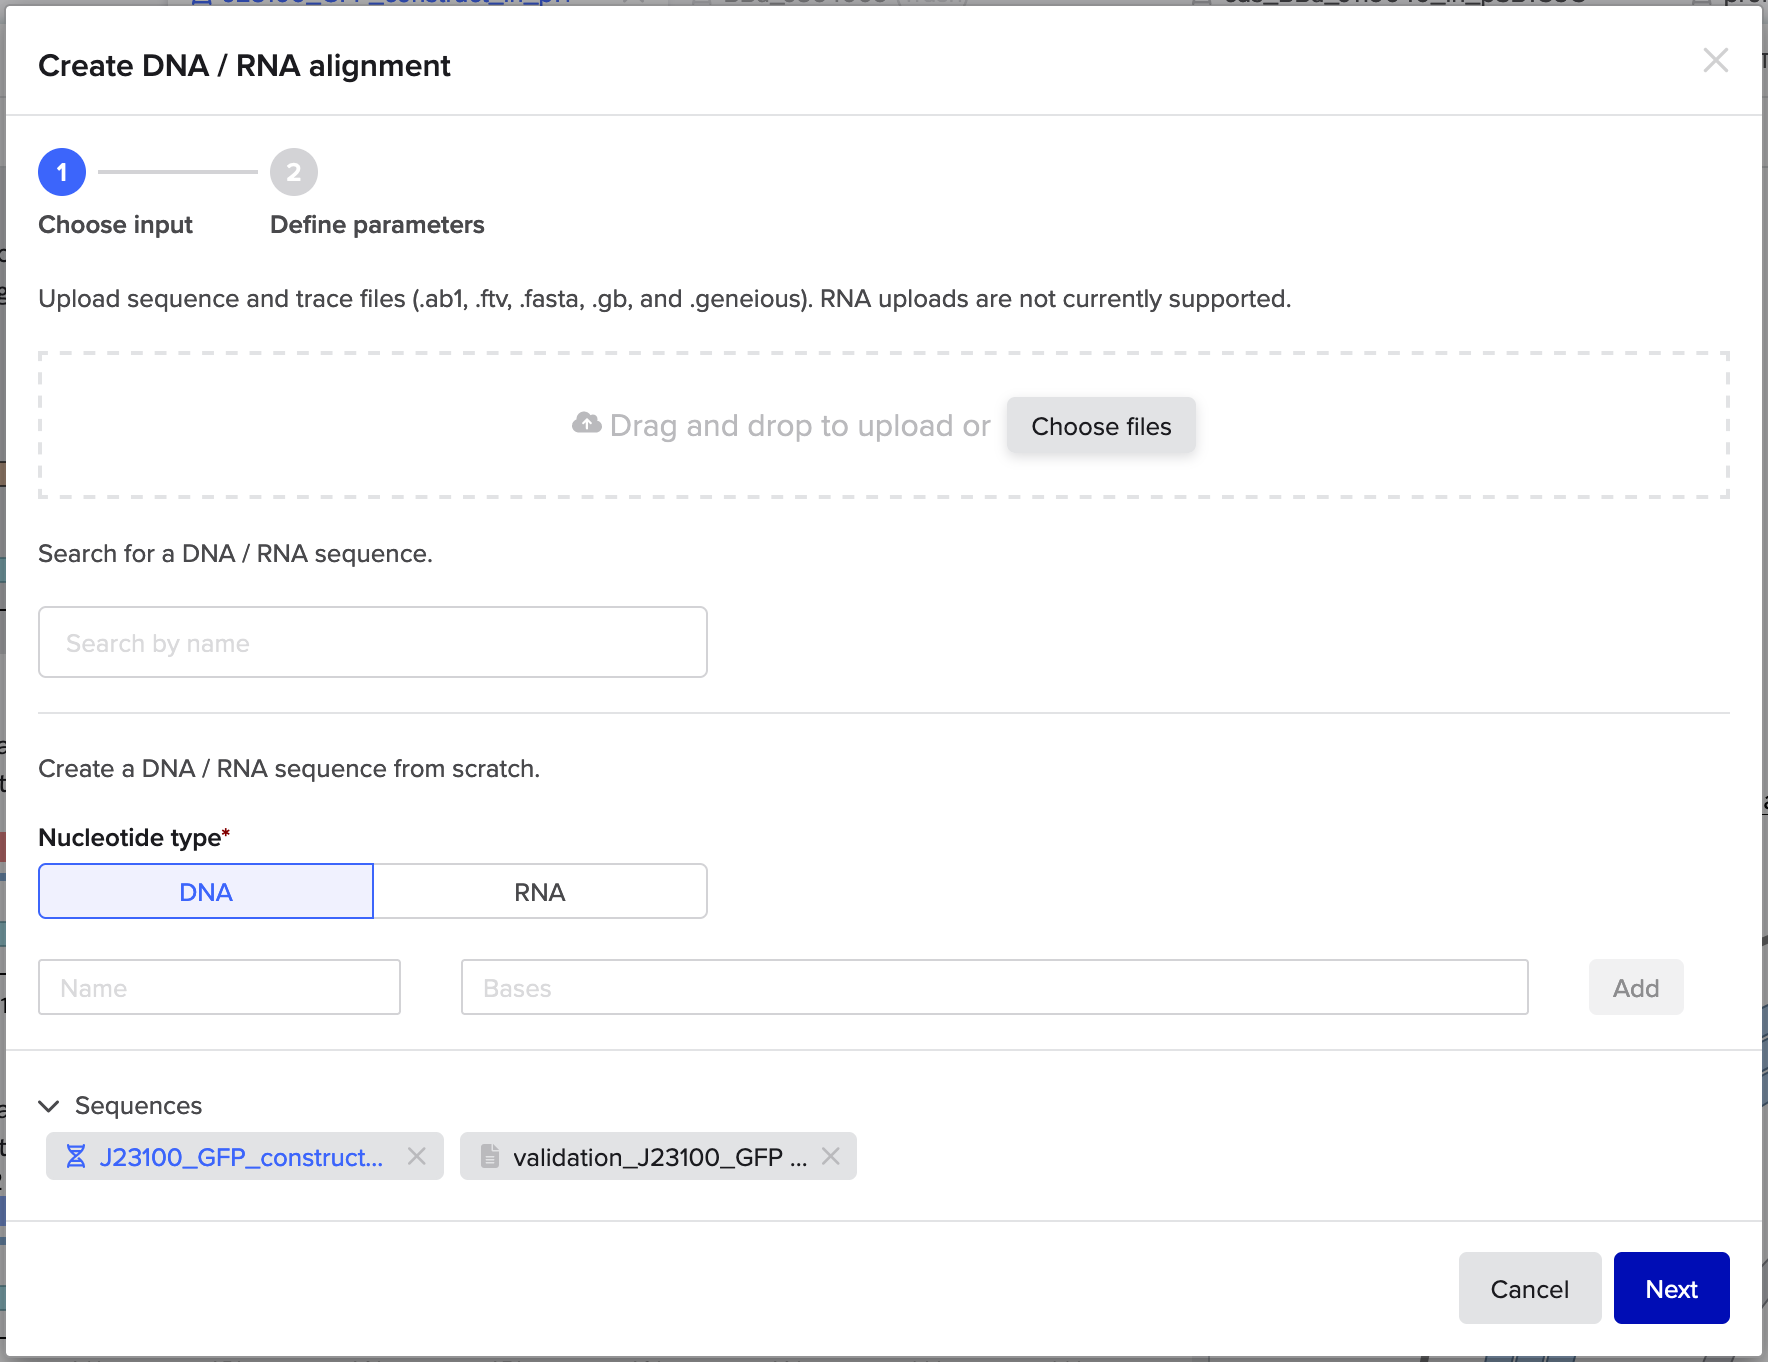 Create DNA / RNA alignment
1
2
Choose input
Define parameters
Upload sequence and trace files (.ab1, .ftv, .fasta, .gb, and .geneious). RNA uploads are not currently supported.
Drag and drop to upload or
Choose files
Search for a DNA / RNA sequence.
Search by name
Create a DNA / RNA sequence from scratch.
Nucleotide type*
DNA
RNA
Name
Bases
Add
Sequences
J23100_GFP_construct...
validation_J23100_GFP ...
Cancel
Next